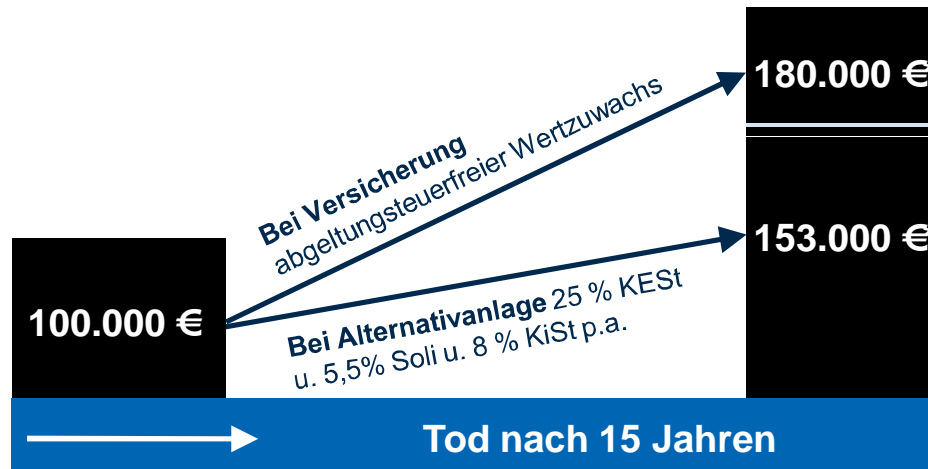 180.000 €
Bei Versicherung
abgeltungsteuerfreier Wertzuwachs
153.000 €
100.000 €
Bei Alternativanlage 25 % KESt
u. 5,5% Soli u. 8 % KiSt p.a.
Tod nach 15 Jahren